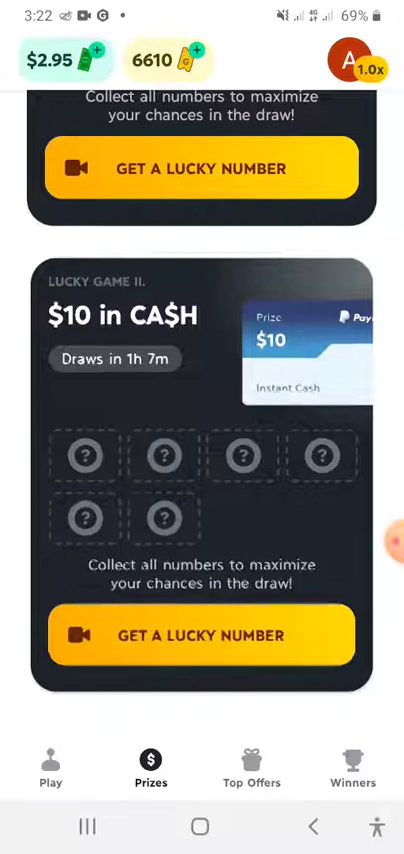 3:22 G • 4G 69%
$2.95 + 6610 G + A 1.0x
Collect all numbers to maximize
your chances in the draw!
GET A LUCKY NUMBER
LUCKY GAME II.
$10 in CA$H
Draws in 1h 7m
Prize
$10
Instant Cash
? ? ? ?
? ?
Collect all numbers to maximize
your chances in the draw!
GET A LUCKY NUMBER
$
Play Prizes Top Offers Winners